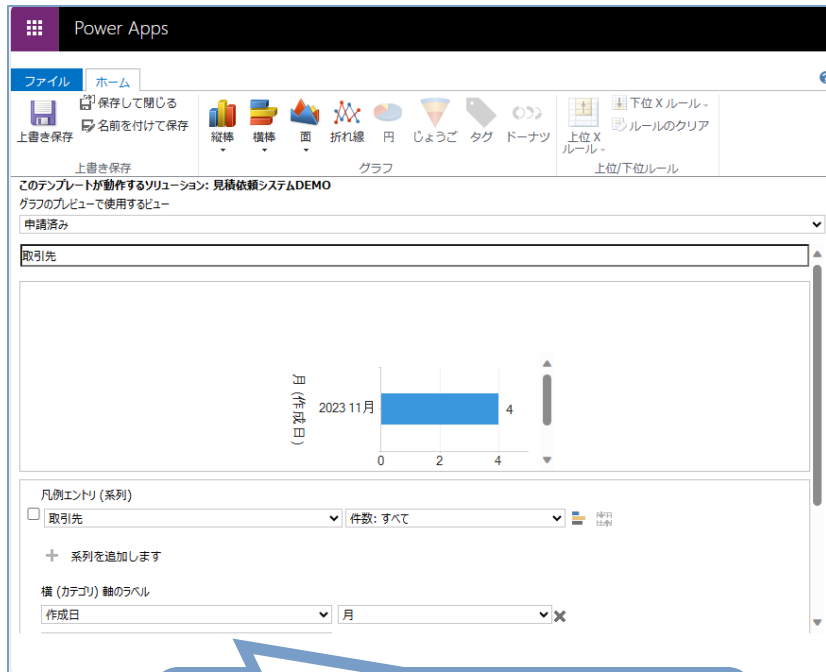 Power Apps
ファイル ホーム
上書き保存 保存して閉じる 名前を付けて保存
縦棒 横棒 面 折れ線 円 じょうご タグ ドーナツ
上位 X ルール 下位 X ルール ルールのクリア
上書き保存 グラフ 上位/下位ルール
このテンプレートが動作するソリューション: 見積依頼システムDEMO
グラフのプレビューで使用するビュー
申請済み
取引先
月 (作成日)
2023 11月 4
0 2 4
凡例エントリ (系列)
取引先 件数: すべて
系列を追加します
横 (カテゴリ) 軸のラベル
作成日 月